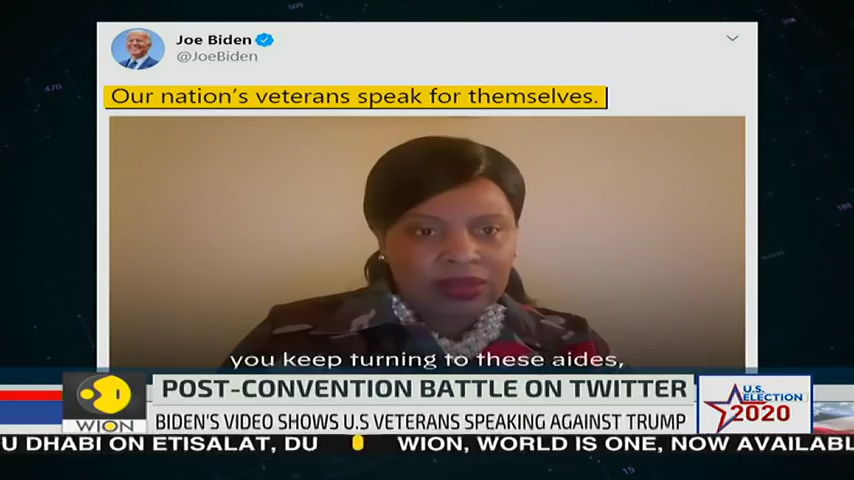 Joe Biden
@JoeBiden
470
Our nation's veterans speak for themselves.
you keep turning to these aides,
POST-CONVENTION BATTLE ON TWITTER
BIDEN'S VIDEO SHOWS U.S VETERANS SPEAKING AGAINST TRUMP
WION
U.S.
ELECTION
2020
U DHABI ON ETISALAT, DU WION, WORLD IS ONE, NOW AVAILABL
15